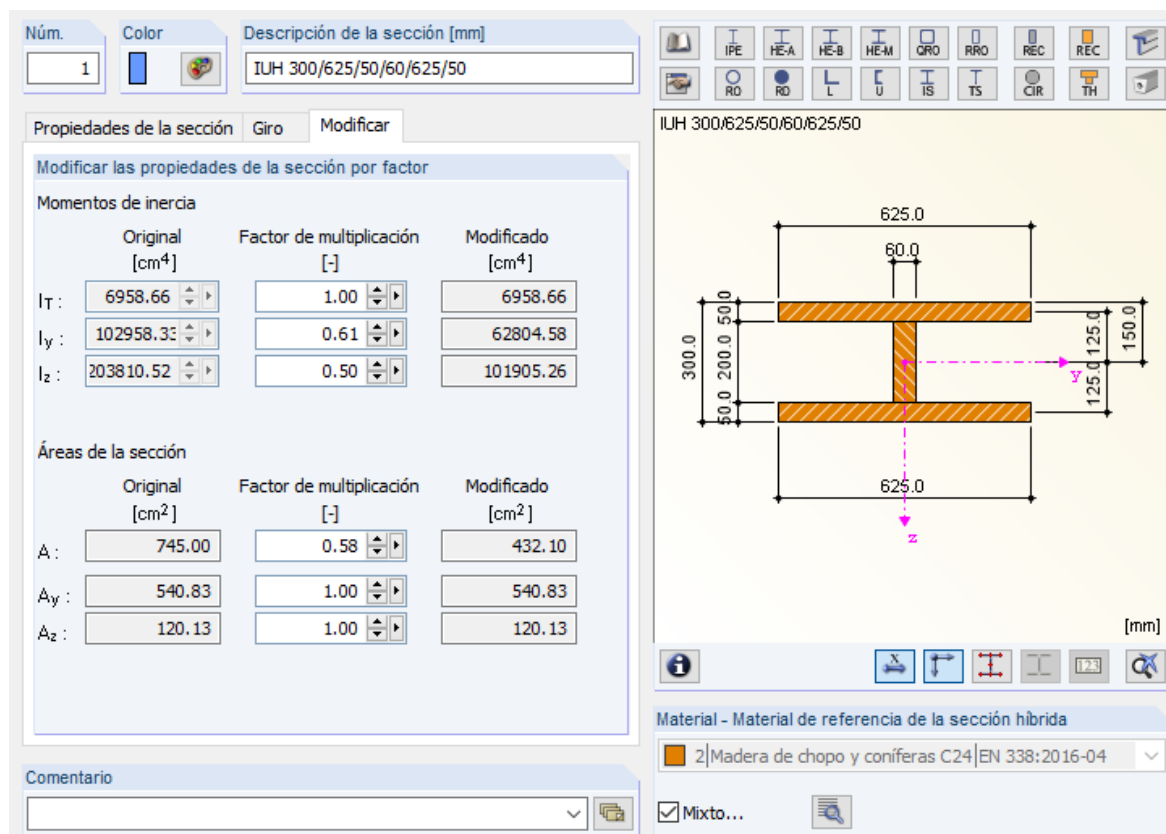 Núm.
Color
Descripción de la sección [mm]
1
IUH 300/625/50/60/625/50
Propiedades de la sección
Giro
Modificar
Modificar las propiedades de la sección por factor
Momentos de inercia
Original Factor de multiplicación Modificado
[cm⁴] [-] [cm⁴]
I_T : 6958.66 1.00 6958.66
I_y : 102958.33 0.61 62804.58
I_z : 203810.52 0.50 101905.26
Áreas de la sección
Original Factor de multiplicación Modificado
[cm²] [-] [cm²]
A : 745.00 0.58 432.10
A_y : 540.83 1.00 540.83
A_z : 120.13 1.00 120.13
Comentario
IPE HE-A HE-B HE-M QRO RRO REC REC
RO RD L U IS TS CIR TH
IUH 300/625/50/60/625/50
625.0
60.0
300.0
50.0
200.0
50.0
125.0
125.0
150.0
y
625.0
z
[mm]
x
123
Material - Material de referencia de la sección híbrida
2 Madera de chopo y coníferas C24 EN 338:2016-04
Mixto...